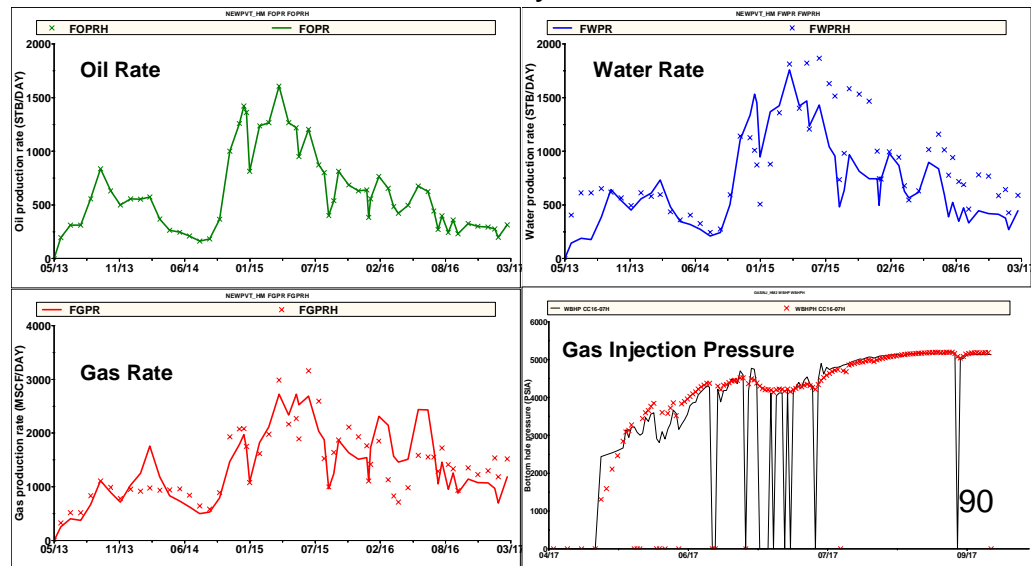 NEWPVT_HM FOPR FOPRH
FOPRH FOPR
Oil Rate
Oil production rate (STB/DAY)
2000
1500
1000
500
0
05/13 11/13 06/14 01/15 07/15 02/16 08/16 03/17
NEWPVT_HM FWPR FWPRH
FWPR FWPRH
Water Rate
Water production rate (STB/DAY)
2000
1500
1000
500
0
05/13 11/13 06/14 01/15 07/15 02/16 08/16 03/17
NEWPVT_HM FGPR FGPRH
FGPR FGPRH
Gas Rate
Gas production rate (MSCF/DAY)
4000
3000
2000
1000
0
05/13 11/13 06/14 01/15 07/15 02/16 08/16 03/17
WBHP CC16-07H WBHPH CC16-07H
Gas Injection Pressure
Bottom hole pressure (PSIA)
6000
5000
4000
3000
2000
1000
0
04/17 06/17 07/17 09/17
90